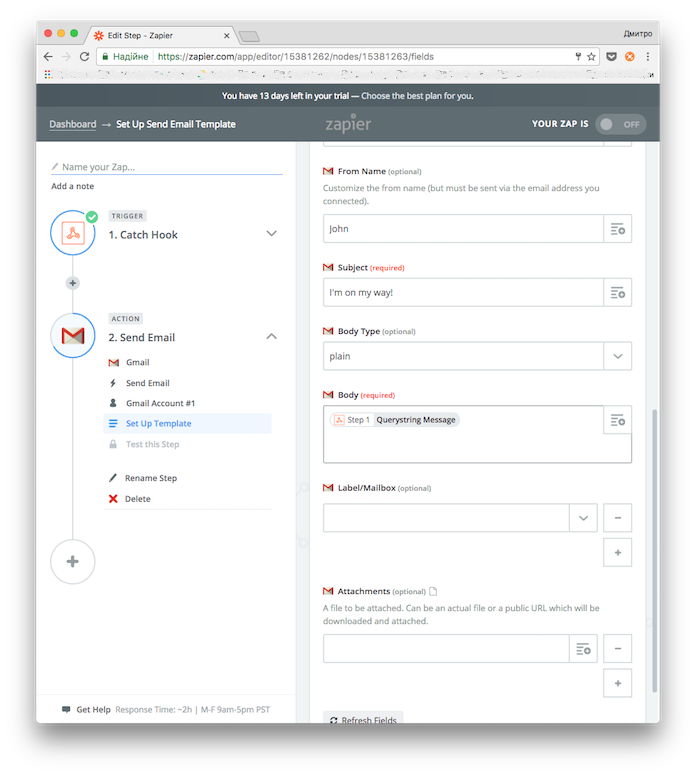 Edit Step - Zapier
Дмитро
Надійне https://zapier.com/app/editor/15381262/nodes/15381263/fields
You have 13 days left in your trial — Choose the best plan for you.
Dashboard → Set Up Send Email Template
zapier
YOUR ZAP IS OFF
Name your Zap...
Add a note
TRIGGER
1. Catch Hook
ACTION
2. Send Email
Gmail
Send Email
Gmail Account #1
Set Up Template
Test this Step
Rename Step
Delete
Get Help Response Time: ~2h | M-F 9am-5pm PST
From Name (optional)
Customize the from name (but must be sent via the email address you
connected).
John
Subject (required)
I'm on my way!
Body Type (optional)
plain
Body (required)
Step 1 Querystring Message
Label/Mailbox (optional)
Attachments (optional)
A file to be attached. Can be an actual file or a public URL which will be
downloaded and attached.
Refresh Fields